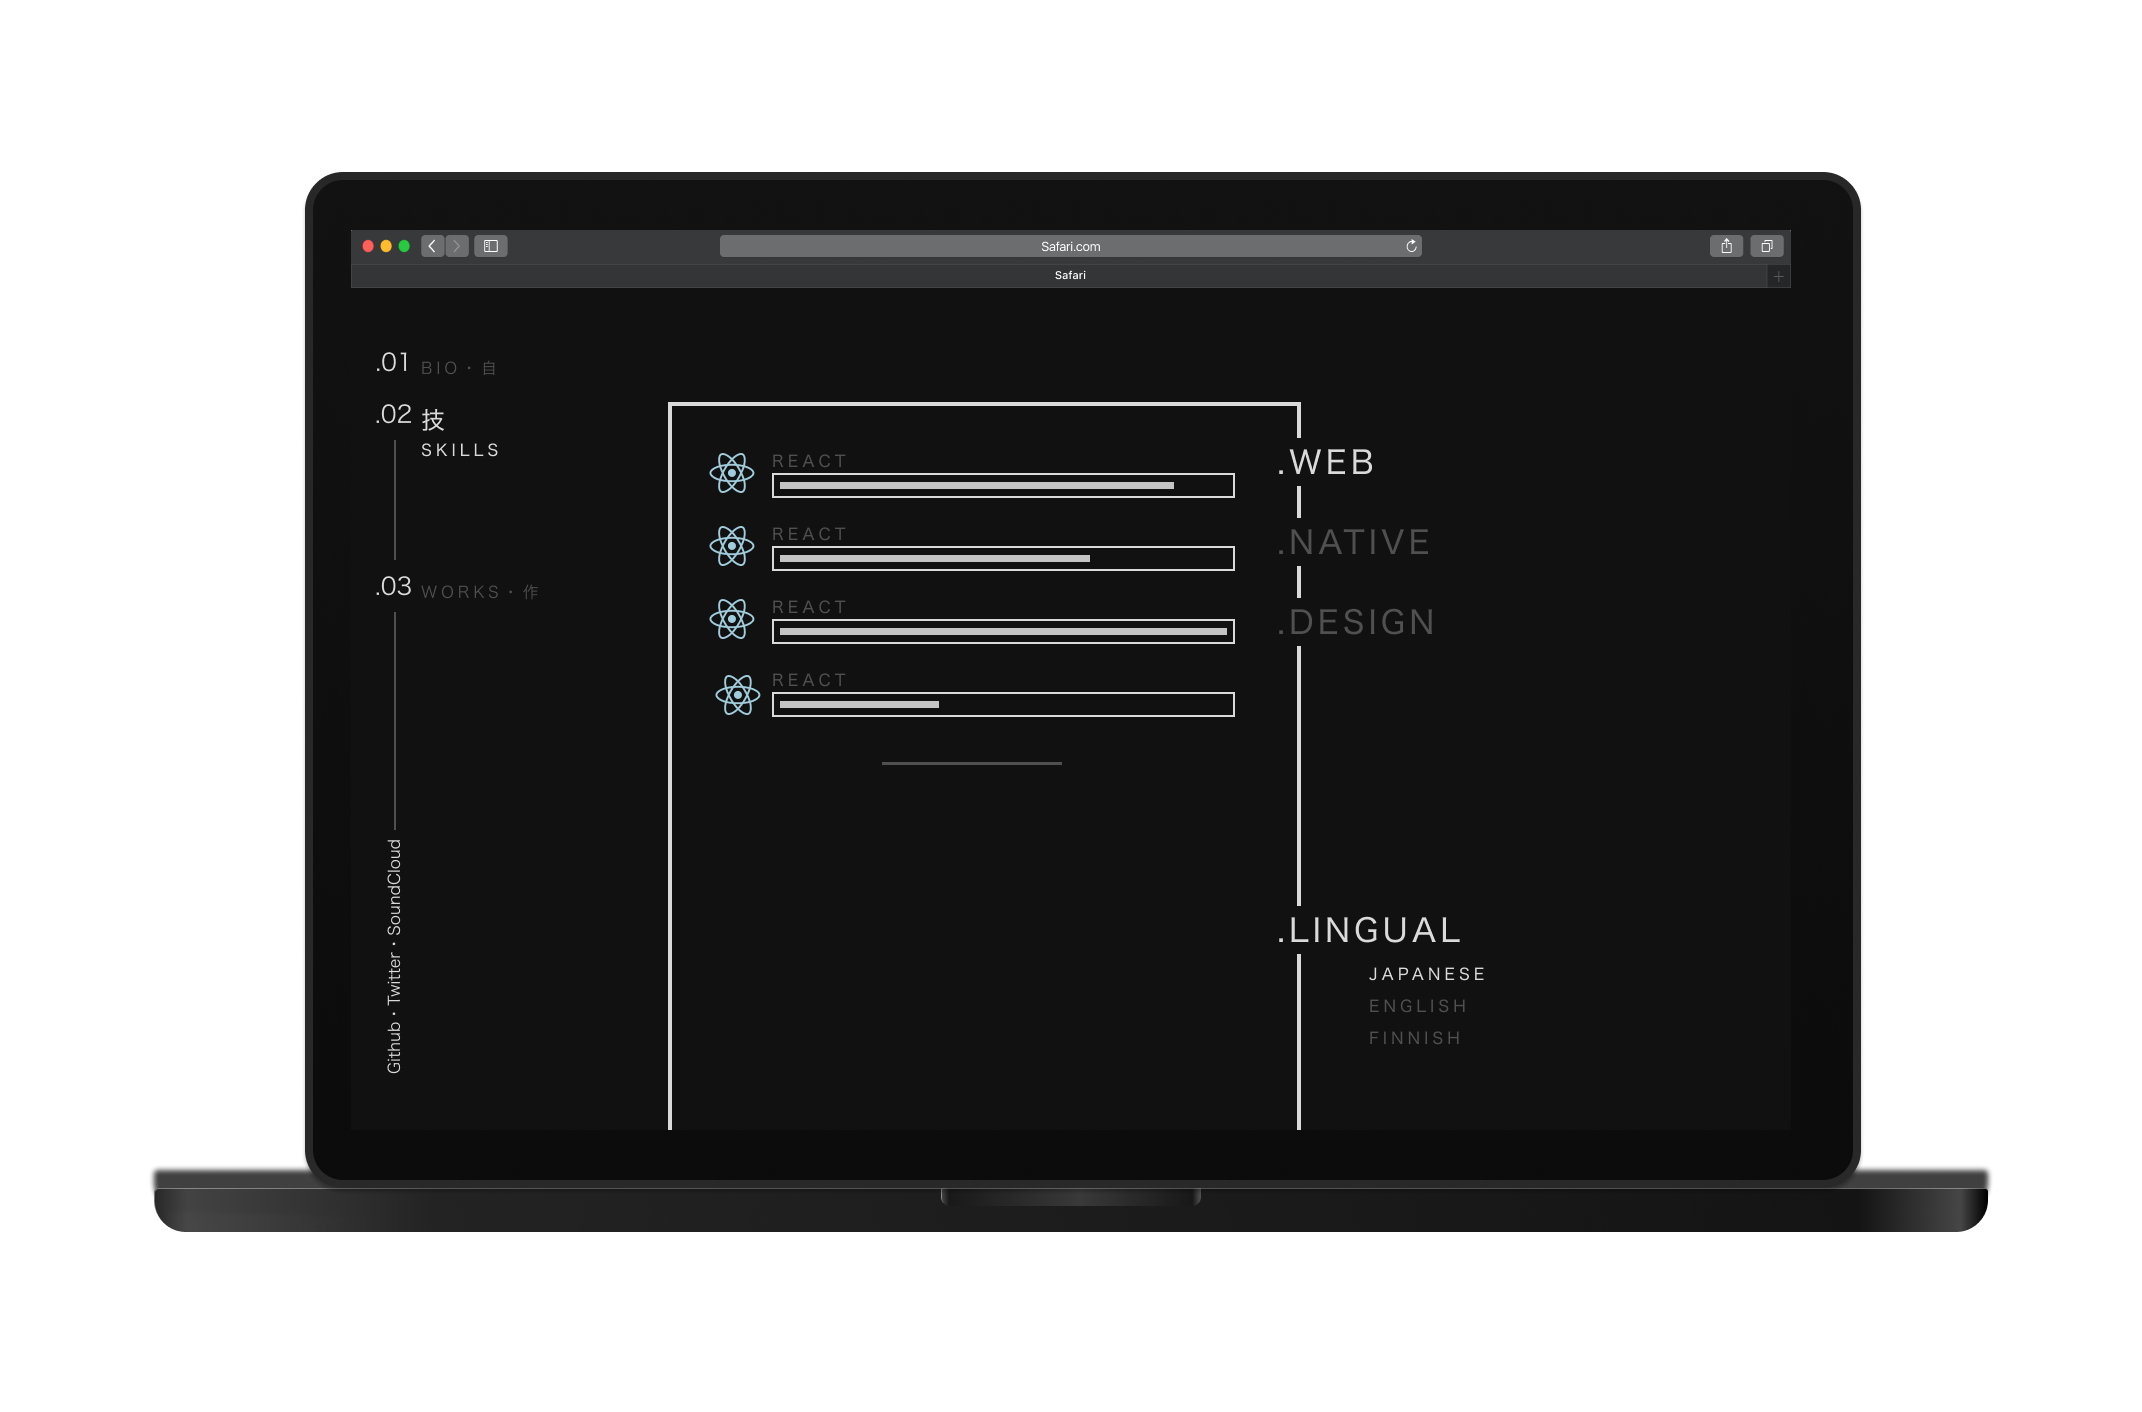 Safari.com
Safari
.01 BIO・自
.02 技
SKILLS
.03 WORKS・作
Github・Twitter・SoundCloud
REACT
REACT
REACT
REACT
.WEB
.NATIVE
.DESIGN
.LINGUAL
JAPANESE
ENGLISH
FINNISH